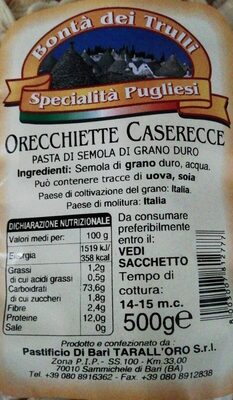 Bontà dei Trulli
Specialità Pugliesi
ORECCHIETTE CASERECCE
PASTA DI SEMOLA DI GRANO DURO
Ingredienti: Semola di grano duro, acqua.
Può contenere tracce di uova, soia
Paese di coltivazione del grano: Italia.
Paese di molitura: Italia
DICHIARAZIONE NUTRIZIONALE
Valori medi per: 100 g
Energia 1519 kJ/
358 kcal
Grassi 1,2g
di cui acidi grassi 0,5g
Carboidrati 73,6g
di cui zuccheri 1,8g
Fibre 2,4g
Proteine 12,0g
Sale 0g
Da consumare
preferibilmente
entro il:
VEDI
SACCHETTO
Tempo di
cottura:
14-15 m.c.
500g e
Prodotto e confezionato da:
Pastificio Di Bari TARALL'ORO S.r.l.
Zona P.I.P. - SS.100 - Km. 33.00
70010 Sammichele di Bari (BA)
Tel. +39 080 8916362 - Fax +39 080 8912838